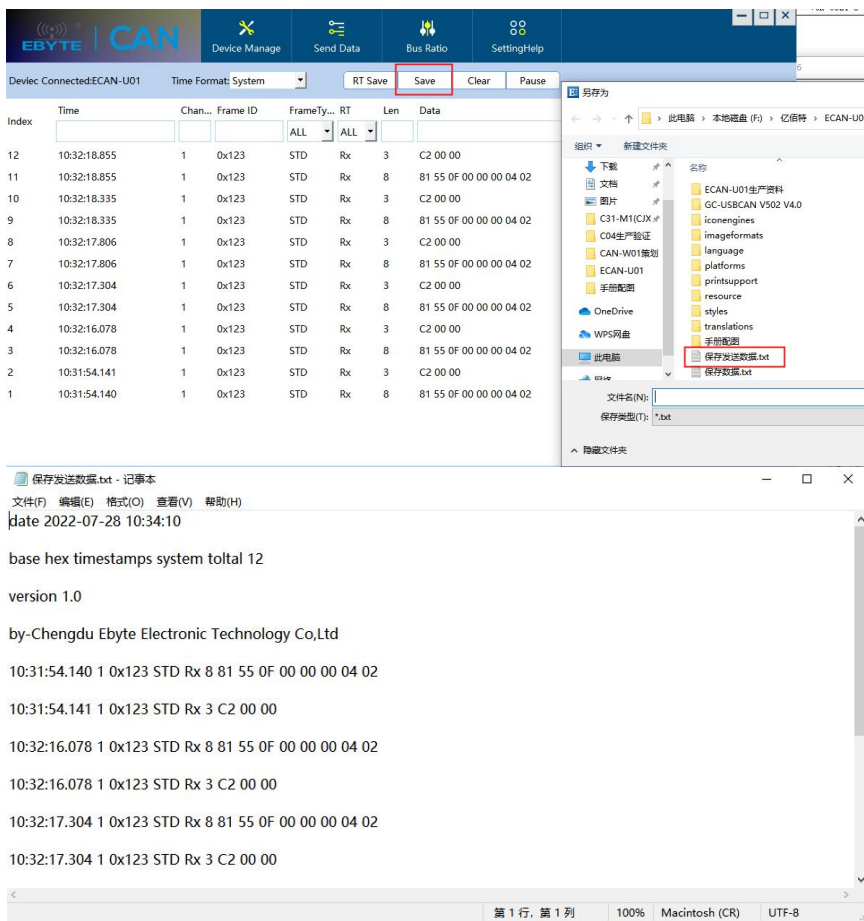 EBYTE CAN
Device Manage Send Data Bus Ratio SettingHelp
Deviec Connected:ECAN-U01 Time Format: System RT Save Save Clear Pause
Index Time Chan... Frame ID FrameTy... RT Len Data
ALL ALL
12 10:32:18.855 1 0x123 STD Rx 3 C2 00 00
11 10:32:18.855 1 0x123 STD Rx 8 81 55 0F 00 00 00 04 02
10 10:32:18.335 1 0x123 STD Rx 3 C2 00 00
9 10:32:18.335 1 0x123 STD Rx 8 81 55 0F 00 00 00 04 02
8 10:32:17.806 1 0x123 STD Rx 3 C2 00 00
7 10:32:17.806 1 0x123 STD Rx 8 81 55 0F 00 00 00 04 02
6 10:32:17.304 1 0x123 STD Rx 3 C2 00 00
5 10:32:17.304 1 0x123 STD Rx 8 81 55 0F 00 00 00 04 02
4 10:32:16.078 1 0x123 STD Rx 3 C2 00 00
3 10:32:16.078 1 0x123 STD Rx 8 81 55 0F 00 00 00 04 02
2 10:31:54.141 1 0x123 STD Rx 3 C2 00 00
1 10:31:54.140 1 0x123 STD Rx 8 81 55 0F 00 00 00 04 02
另存为
此电脑 › 本地磁盘 (F:) › 亿佰特 › ECAN-U0
组织 新建文件夹
下载
文档
图片
C31-M1(CJX
C04生产验证
CAN-W01策划
ECAN-U01
手册配图
OneDrive
WPS网盘
此电脑
网络
名称
ECAN-U01生产资料
GC-USBCAN V502 V4.0
iconengines
imageformats
language
platforms
printsupport
resource
styles
translations
手册配图
保存发送数据.txt
保存数据.txt
文件名(N):
保存类型(T): *.txt
隐藏文件夹
保存发送数据.txt - 记事本
文件(F) 编辑(E) 格式(O) 查看(V) 帮助(H)
date 2022-07-28 10:34:10
base hex timestamps system toltal 12
version 1.0
by-Chengdu Ebyte Electronic Technology Co,Ltd
10:31:54.140 1 0x123 STD Rx 8 81 55 0F 00 00 00 04 02
10:31:54.141 1 0x123 STD Rx 3 C2 00 00
10:32:16.078 1 0x123 STD Rx 8 81 55 0F 00 00 00 04 02
10:32:16.078 1 0x123 STD Rx 3 C2 00 00
10:32:17.304 1 0x123 STD Rx 8 81 55 0F 00 00 00 04 02
10:32:17.304 1 0x123 STD Rx 3 C2 00 00
第 1 行, 第 1 列 100% Macintosh (CR) UTF-8